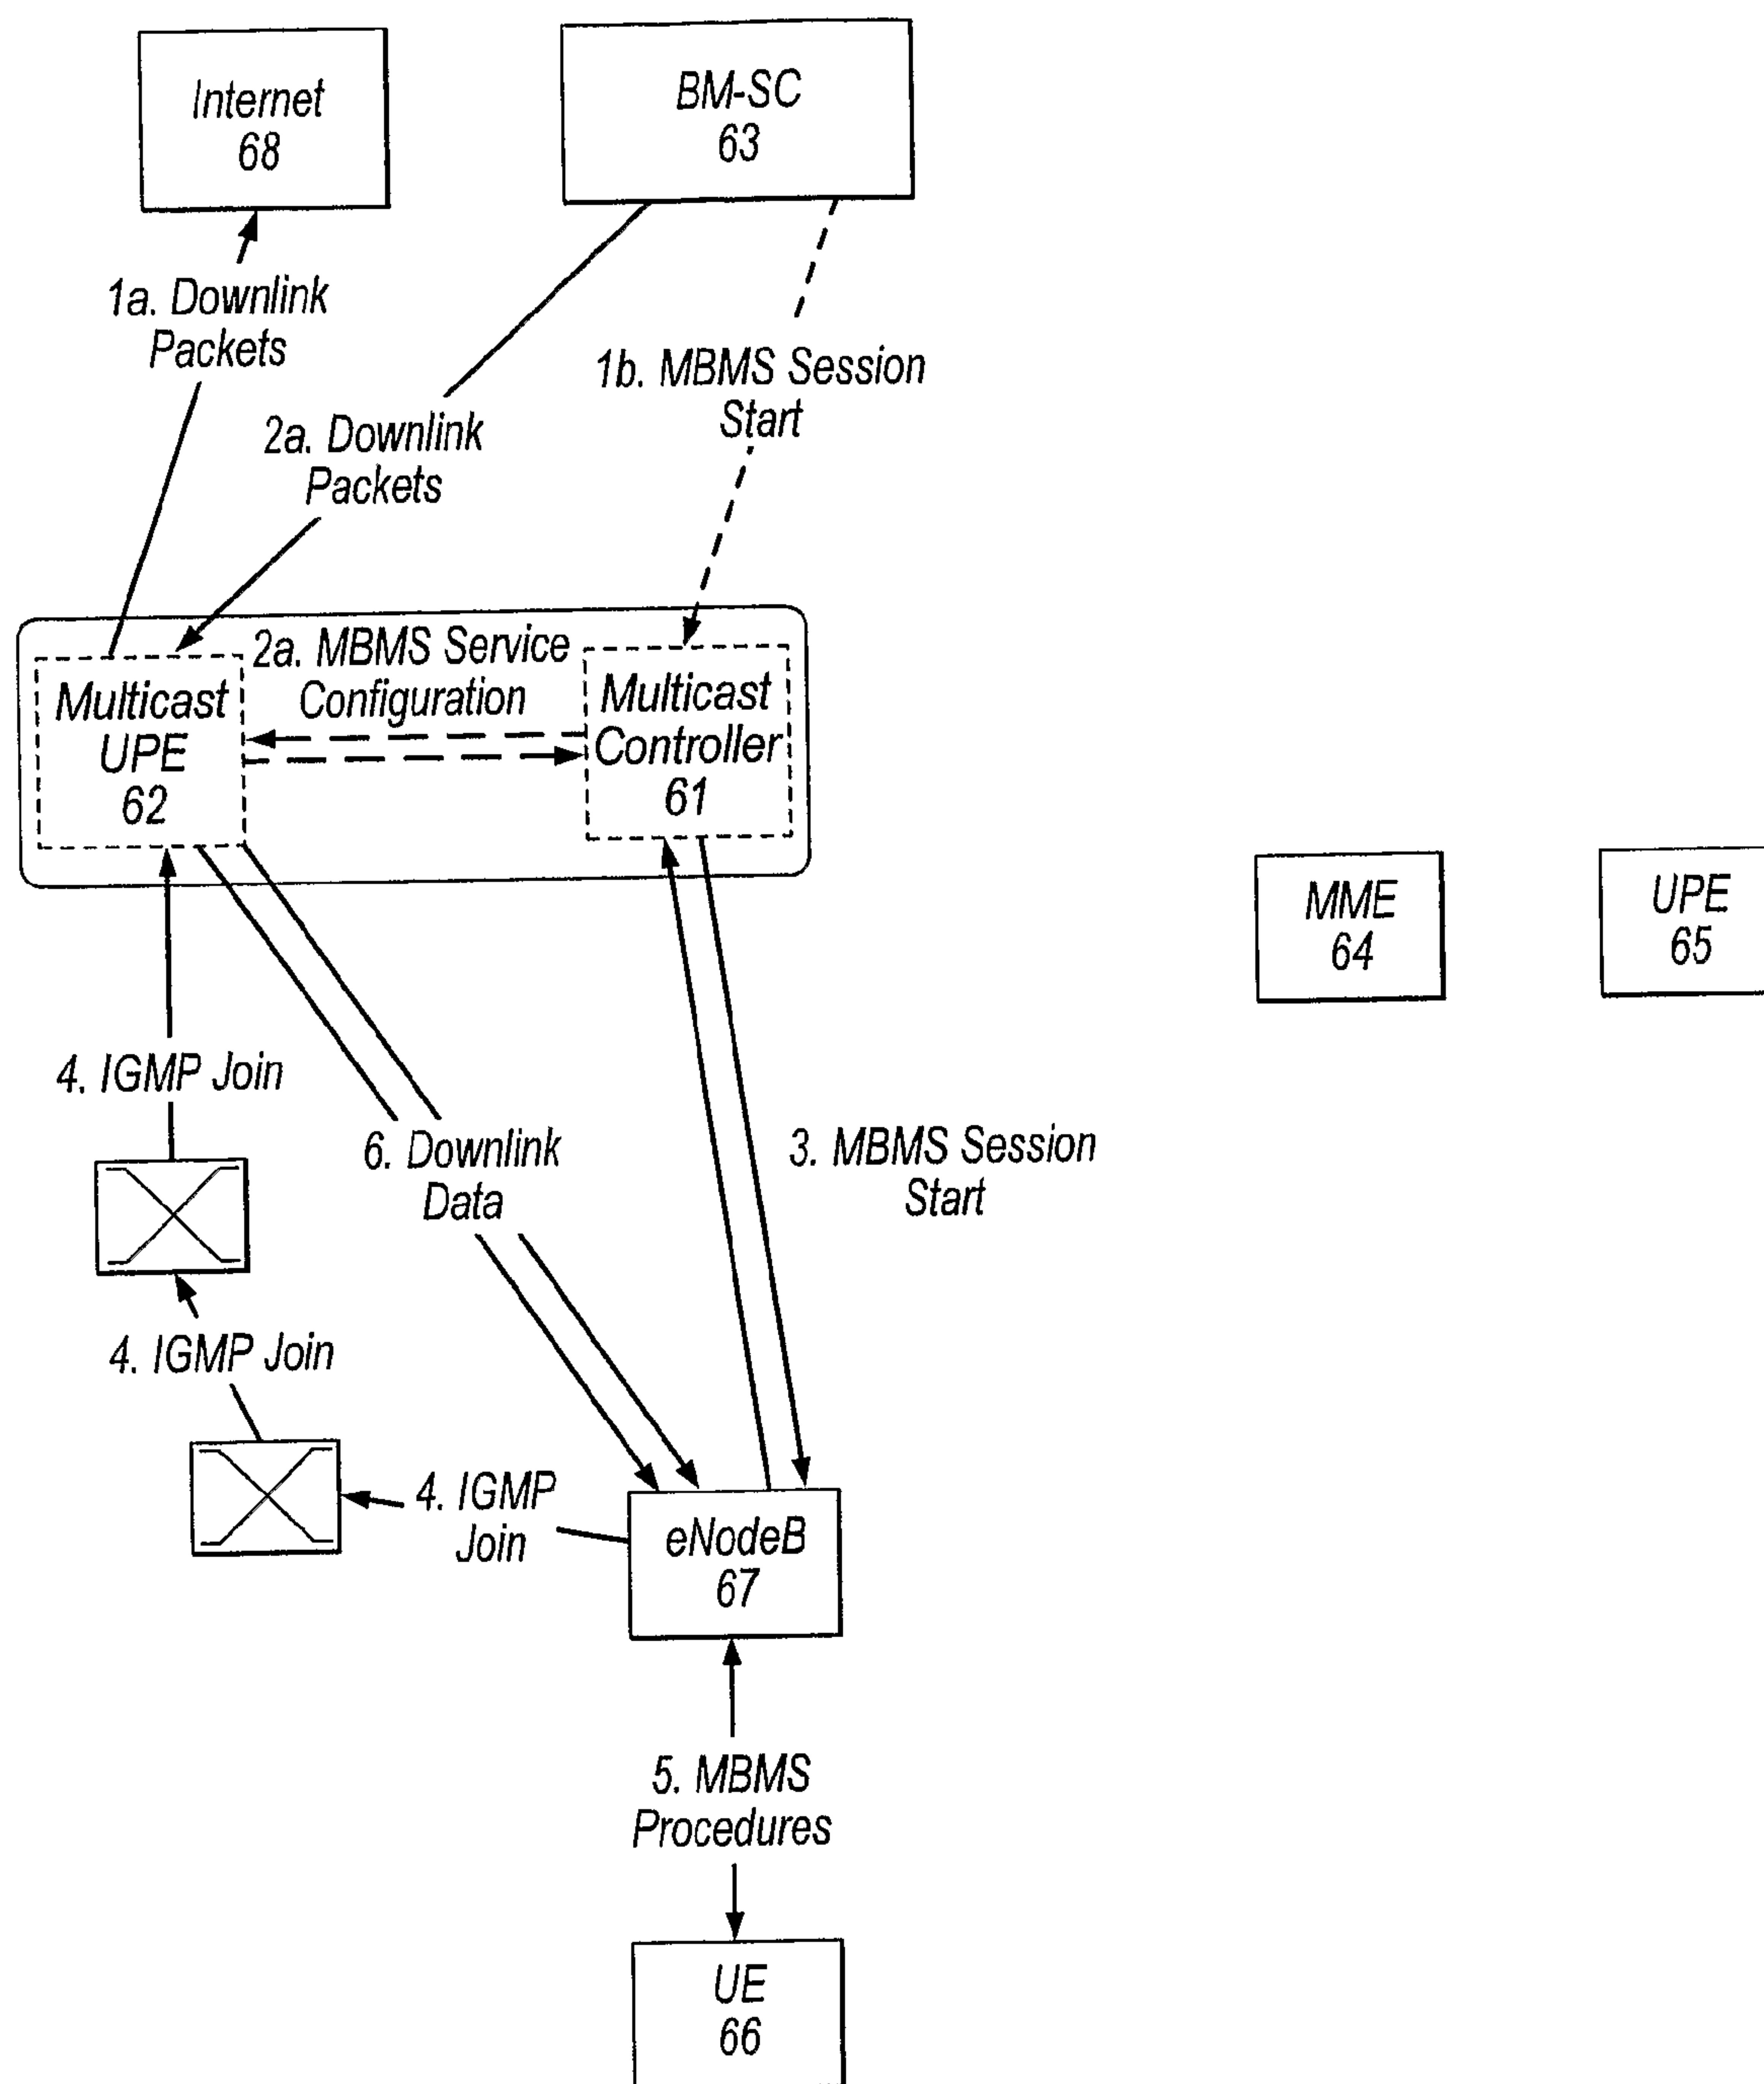 Internet
68
BM-SC
63
1a. Downlink
Packets
1b. MBMS Session
Start
2a. Downlink
Packets
2a. MBMS Service
Configuration
Multicast
UPE
62
Multicast
Controller
61
MME
64
UPE
65
4. IGMP Join
6. Downlink
Data
3. MBMS Session
Start
4. IGMP Join
4. IGMP
Join
eNodeB
67
5. MBMS
Procedures
UE
66